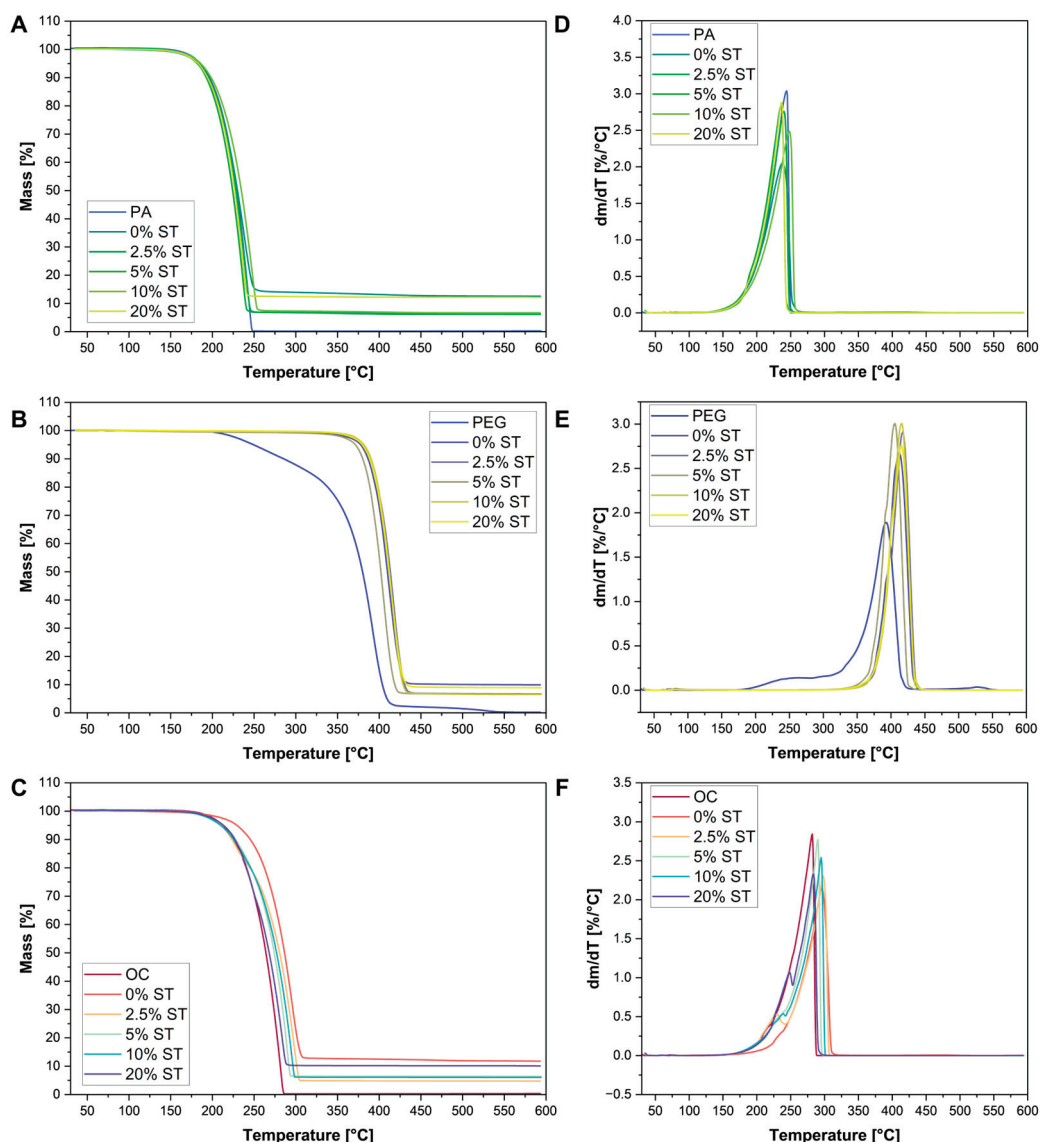 A
110
100
90
80
70
60
50
40
30
20
10
0
Mass [%]
PA
0% ST
2.5% ST
5% ST
10% ST
20% ST
50 100 150 200 250 300 350 400 450 500 550 600
Temperature [°C]
D
4.0
3.5
3.0
2.5
2.0
1.5
1.0
0.5
0.0
dm/dT [%/°C]
PA
0% ST
2.5% ST
5% ST
10% ST
20% ST
50 100 150 200 250 300 350 400 450 500 550 600
Temperature [°C]
B
110
100
90
80
70
60
50
40
30
20
10
0
Mass [%]
PEG
0% ST
2.5% ST
5% ST
10% ST
20% ST
50 100 150 200 250 300 350 400 450 500 550 600
Temperature [°C]
E
3.0
2.5
2.0
1.5
1.0
0.5
0.0
dm/dT [%/°C]
PEG
0% ST
2.5% ST
5% ST
10% ST
20% ST
50 100 150 200 250 300 350 400 450 500 550 600
Temperature [°C]
C
110
100
90
80
70
60
50
40
30
20
10
0
Mass [%]
OC
0% ST
2.5% ST
5% ST
10% ST
20% ST
50 100 150 200 250 300 350 400 450 500 550 600
Temperature [°C]
F
3.5
3.0
2.5
2.0
1.5
1.0
0.5
0.0
−0.5
dm/dT [%/°C]
OC
0% ST
2.5% ST
5% ST
10% ST
20% ST
50 100 150 200 250 300 350 400 450 500 550 600
Temperature [°C]